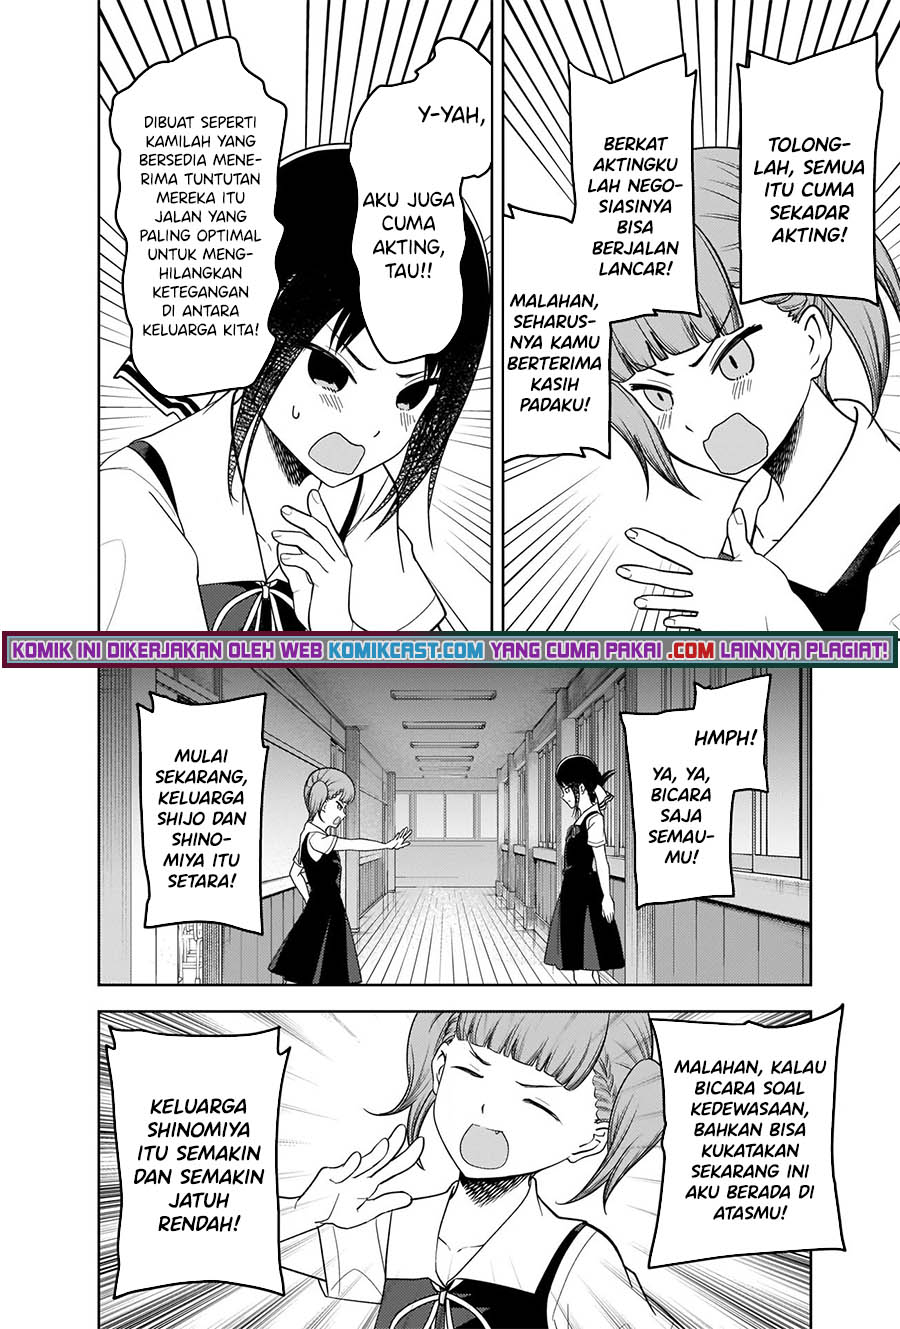 TOLONG-
LAH, SEMUA
ITU CUMA
SEKADAR
AKTING!
BERKAT
AKTINGKU
LAH NEGO-
SIASINYA
BISA
BERJALAN
LANCAR!
MALAHAN,
SEHARUS-
NYA KAMU
BERTERIMA
KASIH
PADAKU!
Y-YAH,
AKU JUGA
CUMA
AKTING,
TAU!!
DIBUAT SEPERTI
KAMILAH YANG
BERSEDIA MENE-
RIMA TUNTUTAN
MEREKA ITU
JALAN YANG
PALING OPTIMAL
UNTUK MENG-
HILANGKAN
KETEGANGAN
DI ANTARA
KELUARGA KITA!
KOMIK INI DIKERJAKAN OLEH WEB KOMIKCAST.COM YANG CUMA PAKAI .COM LAINNYA PLAGIAT!
HMPH!
YA, YA,
BICARA
SAJA
SEMAU-
MU!
MULAI
SEKARANG,
KELUARGA
SHIJO DAN
SHINO-
MIYA ITU
SETARA!
MALAHAN, KALAU
BICARA SOAL
KEDEWASAAN,
BAHKAN BISA
KUKATAKAN
SEKARANG INI
AKU BERADA DI
ATASMU!
KELUARGA
SHINOMIYA
ITU SEMAKIN
DAN SEMAKIN
JATUH
RENDAH!